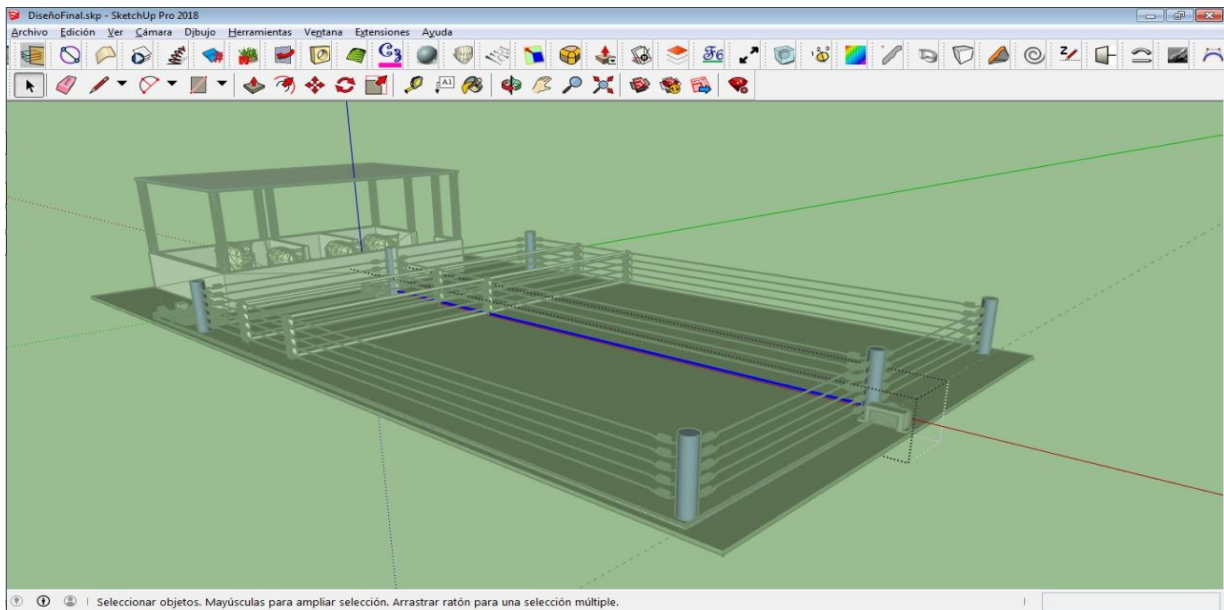 DiseñoFinal.skp - SketchUp Pro 2018
Archivo Edición Ver Cámara Dibujo Herramientas Ventana Extensiones Ayuda
A1
Seleccionar objetos. Mayúsculas para ampliar selección. Arrastrar ratón para una selección múltiple.